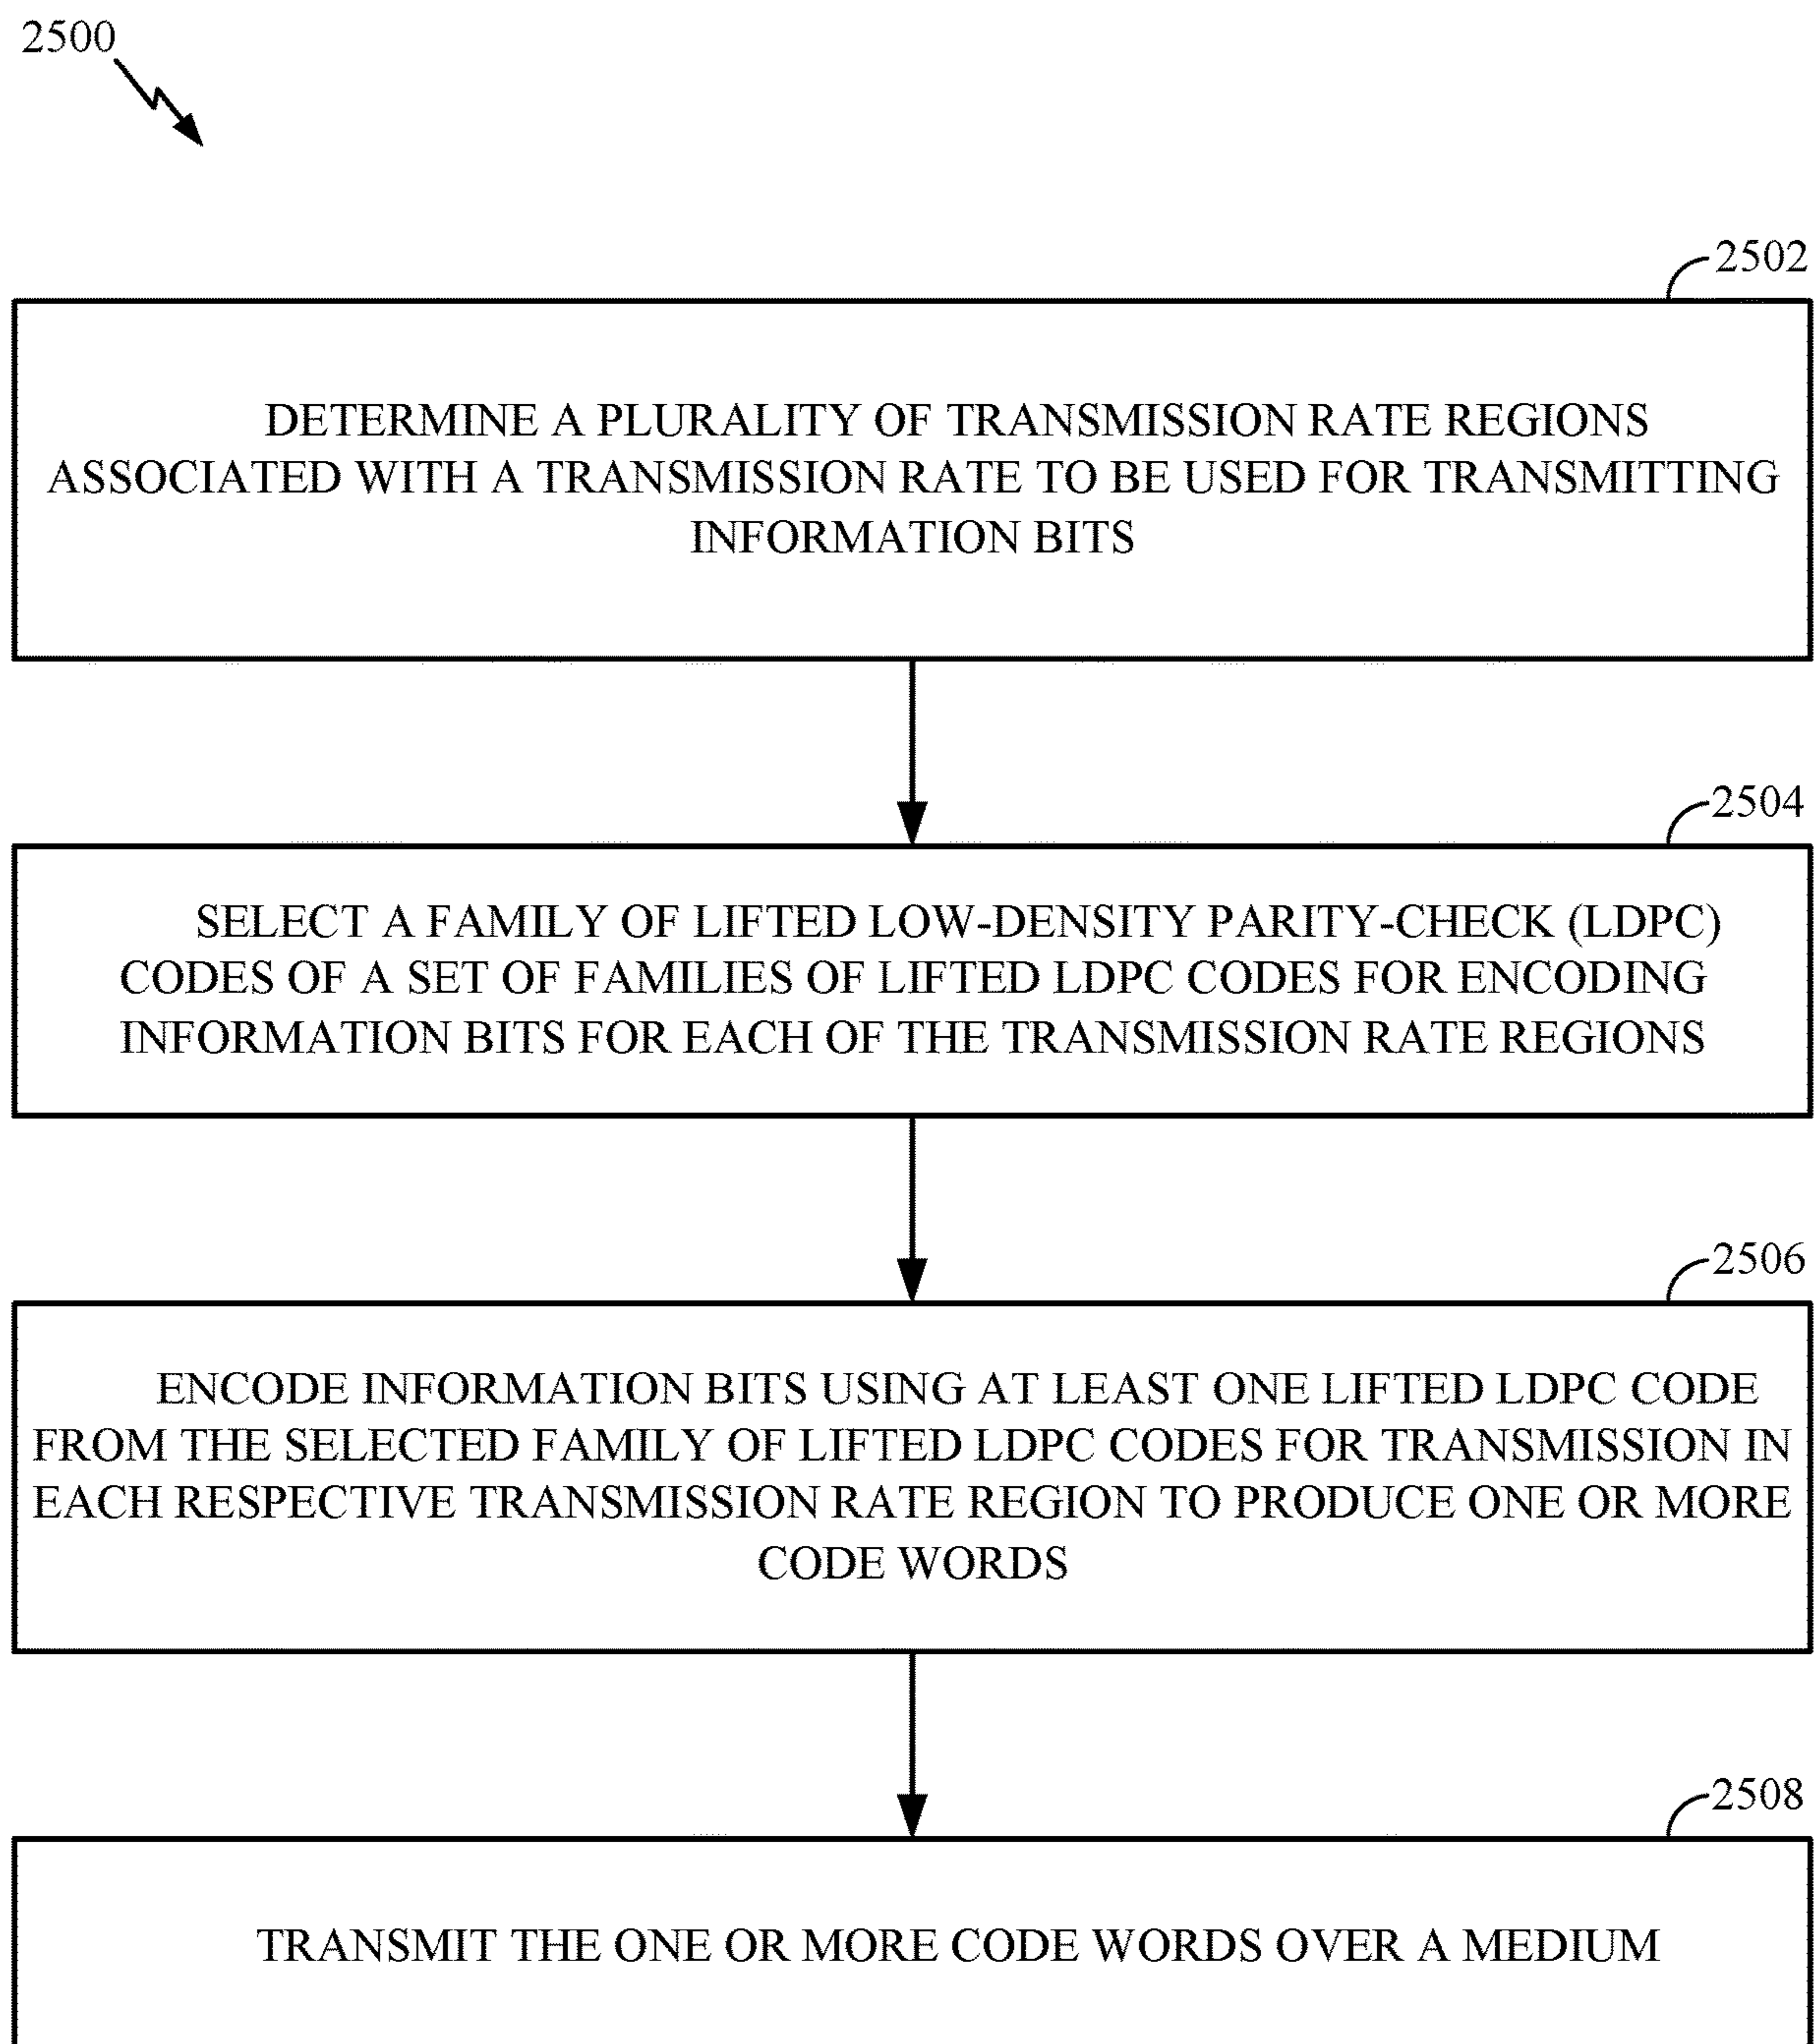 2500
2502
DETERMINE A PLURALITY OF TRANSMISSION RATE REGIONS
ASSOCIATED WITH A TRANSMISSION RATE TO BE USED FOR TRANSMITTING
INFORMATION BITS
2504
SELECT A FAMILY OF LIFTED LOW-DENSITY PARITY-CHECK (LDPC)
CODES OF A SET OF FAMILIES OF LIFTED LDPC CODES FOR ENCODING
INFORMATION BITS FOR EACH OF THE TRANSMISSION RATE REGIONS
2506
ENCODE INFORMATION BITS USING AT LEAST ONE LIFTED LDPC CODE
FROM THE SELECTED FAMILY OF LIFTED LDPC CODES FOR TRANSMISSION IN
EACH RESPECTIVE TRANSMISSION RATE REGION TO PRODUCE ONE OR MORE
CODE WORDS
2508
TRANSMIT THE ONE OR MORE CODE WORDS OVER A MEDIUM